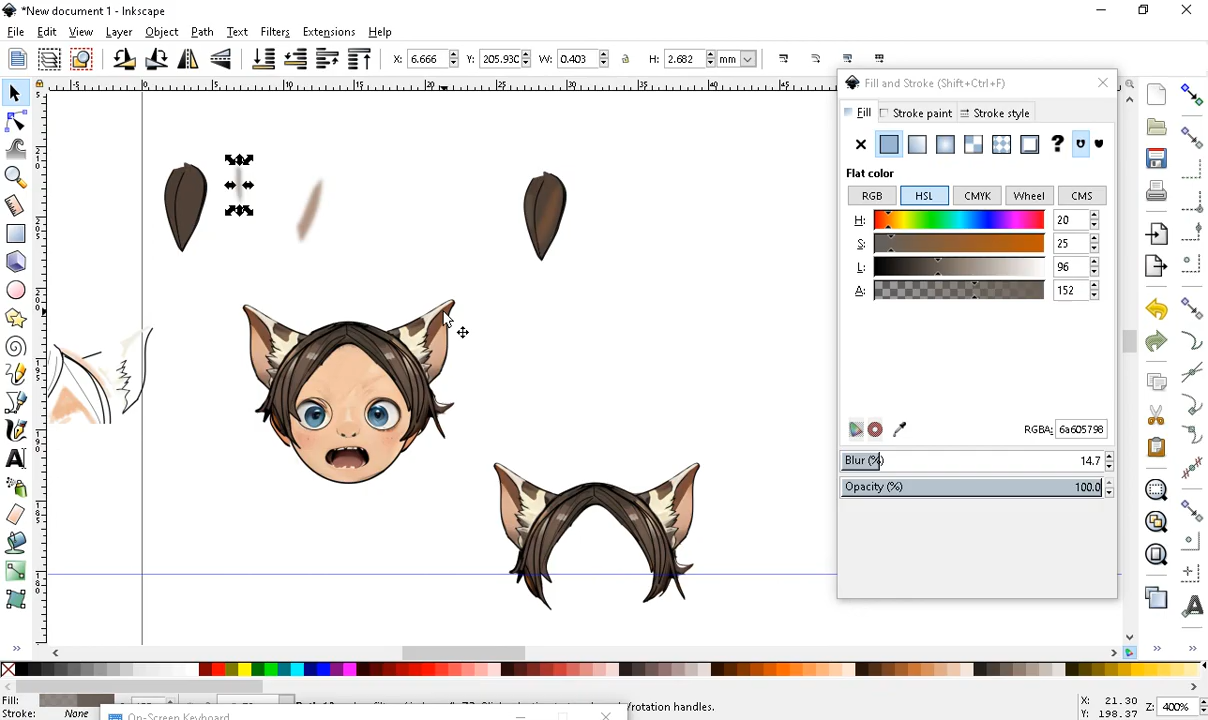 *New document 1 - Inkscape
File Edit View Layer Object Path Text Filters Extensions Help
X: 6.666 Y: 205.930 W: 0.403 H: 2.682 mm
Fill and Stroke (Shift+Ctrl+F)
Fill Stroke paint Stroke style
?
Flat color
RGB HSL CMYK Wheel CMS
H: 20
S: 25
L: 96
A: 152
RGBA: 6a605798
Blur (%) 14.7
Opacity (%) 100.0
Fill:
Stroke: None
/rotation handles.
X: 21.30
Y: 198.37
Z: 400%
On-Screen Keyboard